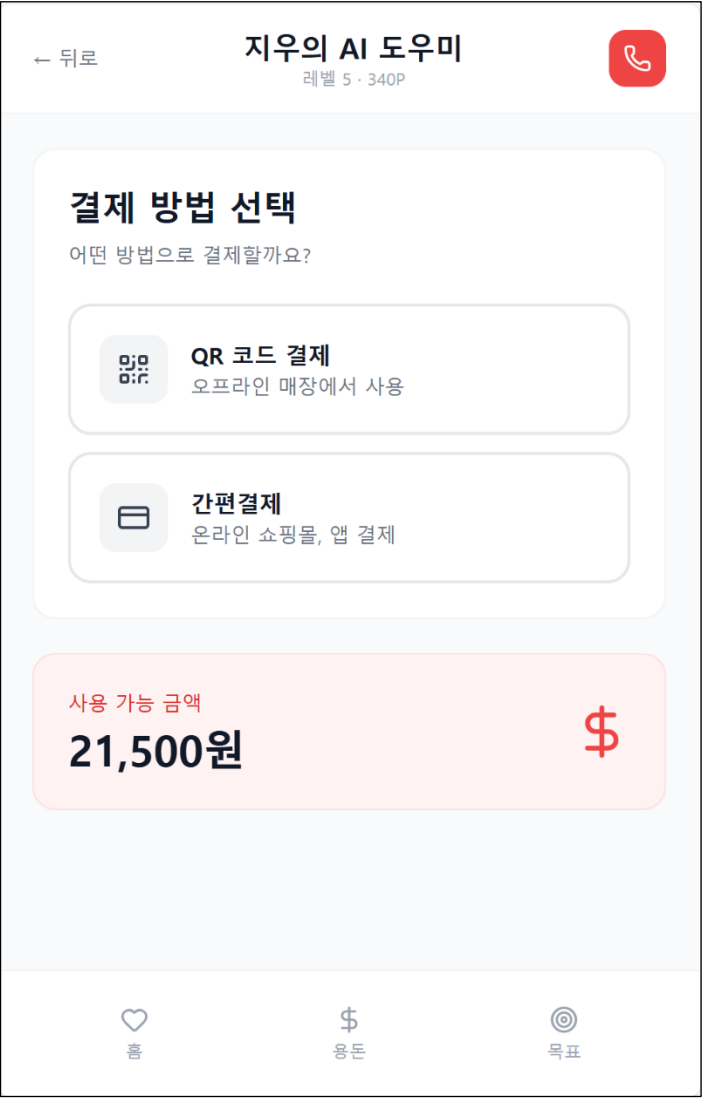 ← 뒤로
지우의 AI 도우미
레벨 5 · 340P
결제 방법 선택
어떤 방법으로 결제할까요?
QR 코드 결제
오프라인 매장에서 사용
간편결제
온라인 쇼핑몰, 앱 결제
사용 가능 금액
21,500원
$
홈
용돈
목표